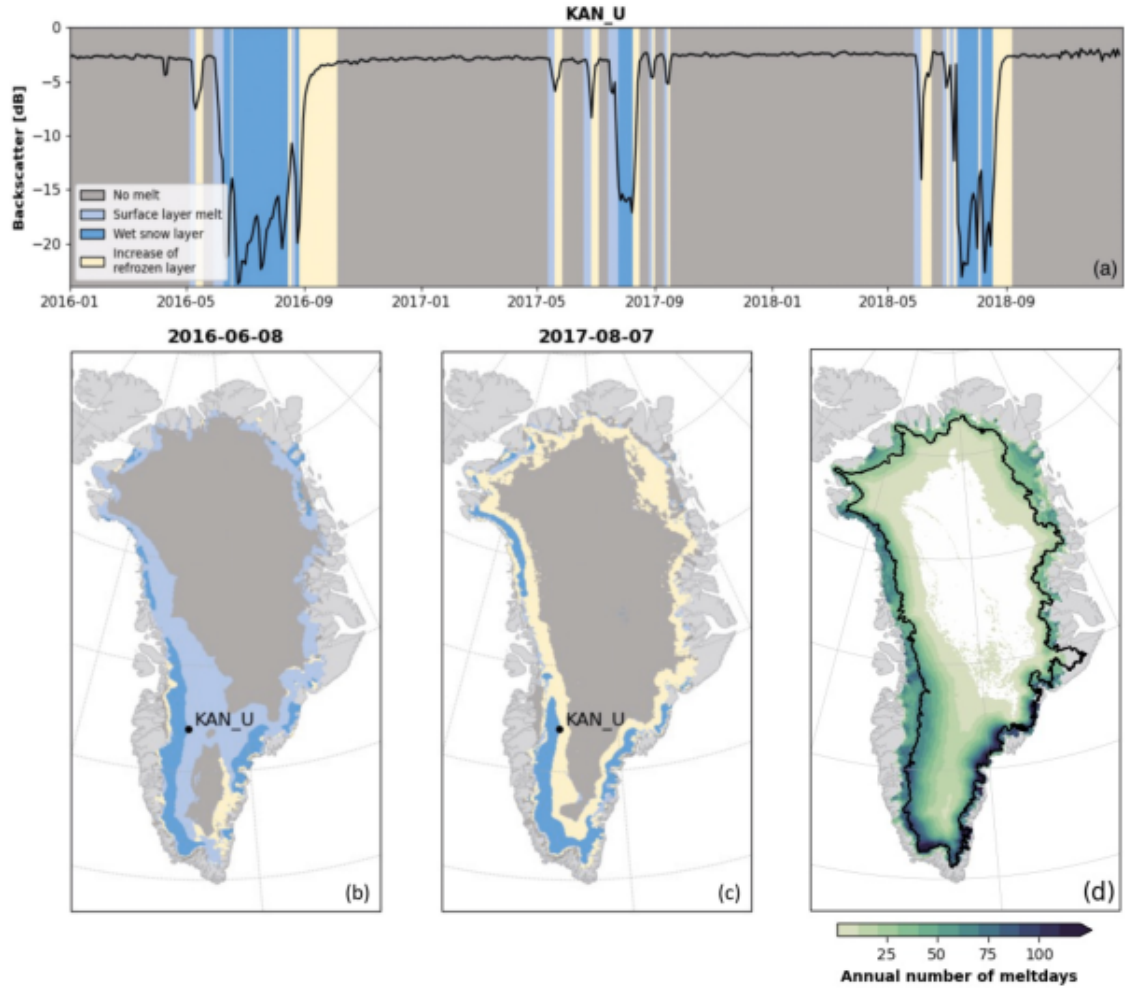 KAN_U
0
−5
−10
−15
−20
Backscatter [dB]
No melt
Surface layer melt
Wet snow layer
Increase of
refrozen layer
(a)
2016-01
2016-05
2016-09
2017-01
2017-05
2017-09
2018-01
2018-05
2018-09
2016-06-08
2017-08-07
KAN_U
KAN_U
(b)
(c)
(d)
25
50
75
100
Annual number of meltdays